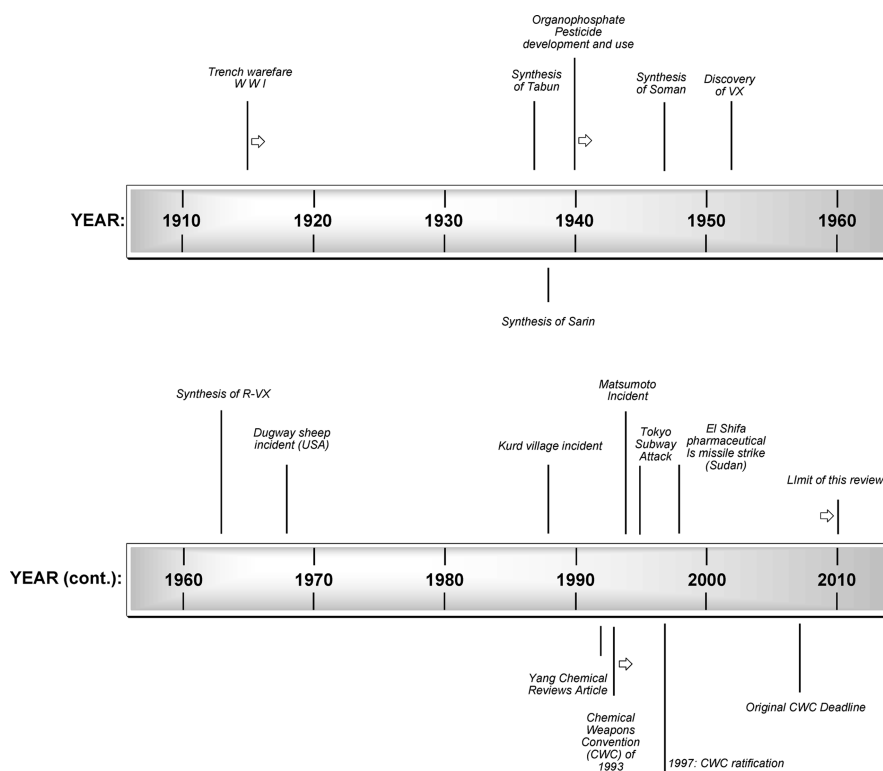 Organophosphate
Pesticide
development and use
Trench warefare
W W I
Synthesis
of Tabun
Synthesis
of Soman
Discovery
of VX
YEAR:
1910
1920
1930
1940
1950
1960
Synthesis of Sarin
Matsumoto
Incident
Synthesis of R-VX
Dugway sheep
incident (USA)
Kurd village incident
Tokyo
Subway
Attack
El Shifa
pharmaceutical
Is missile strike
(Sudan)
LImit of this review
YEAR (cont.):
1960
1970
1980
1990
2000
2010
Yang Chemical
Reviews Article
Chemical
Weapons
Convention
(CWC) of
1993
Original CWC Deadline
1997: CWC ratification